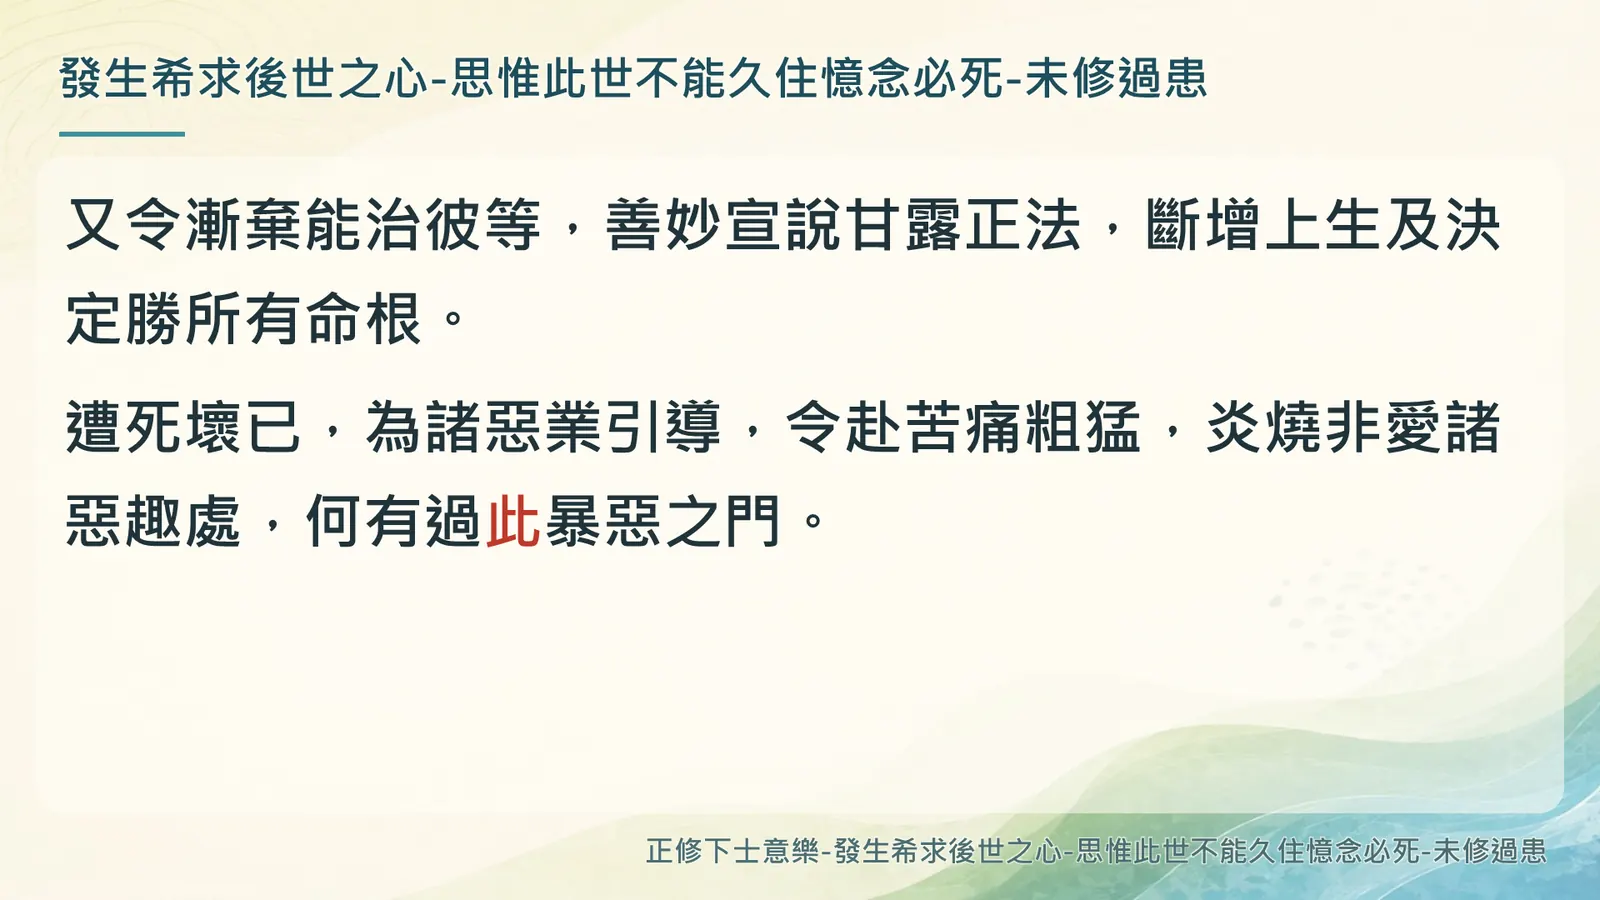 發生希求後世之心-思惟此世不能久住憶念必死-未修過患
又令漸棄能治彼等，善妙宣說甘露正法，斷增上生及決
定勝所有命根。
遭死壞已，為諸惡業引導，令赴苦痛粗猛，炎燒非愛諸
惡趣處，何有過此暴惡之門。
正修下士意樂-發生希求後世之心-思惟此世不能久住憶念必死-未修過患